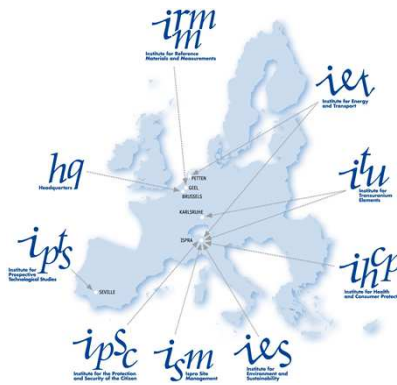 irmm
Institute for Reference
Materials and Measurements
iet
Institute for Energy
and Transport
PETTEN
GEEL
BRUSSELS
hq
Headquarters
itu
Institute for
Transuranium
Elements
KARLSRUHE
ISPRA
ipts
Institute for
Prospective
Technological Studies
SEVILLE
ihcp
Institute for Health
and Consumer Protect
ipsc
Institute for the Protection
and Security of the Citizen
ism
Ispra Site
Management
ies
Institute for
Environment and
Sustainability